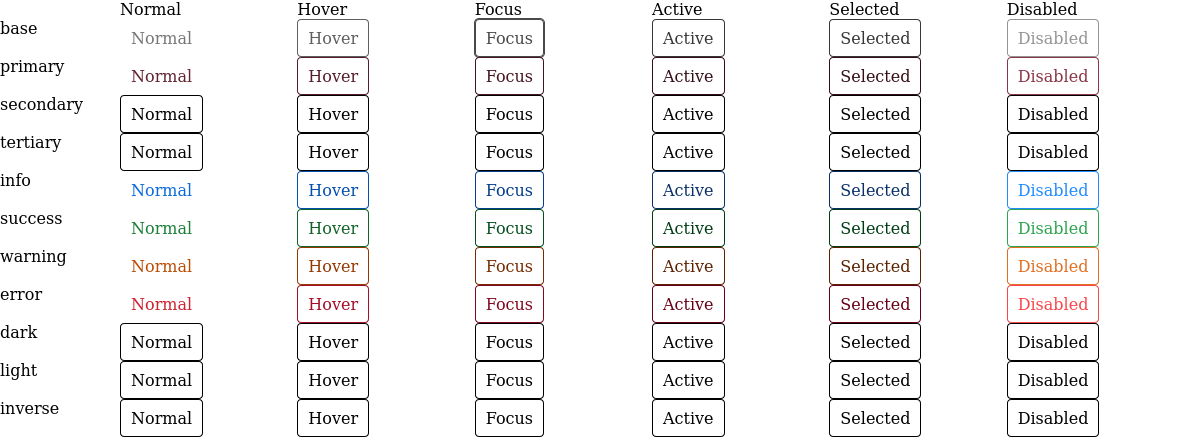 Normal Hover Focus Active Selected Disabled
base Normal Hover Focus Active Selected Disabled
primary Normal Hover Focus Active Selected Disabled
secondary Normal Hover Focus Active Selected Disabled
tertiary Normal Hover Focus Active Selected Disabled
info Normal Hover Focus Active Selected Disabled
success Normal Hover Focus Active Selected Disabled
warning Normal Hover Focus Active Selected Disabled
error Normal Hover Focus Active Selected Disabled
dark Normal Hover Focus Active Selected Disabled
light Normal Hover Focus Active Selected Disabled
inverse Normal Hover Focus Active Selected Disabled